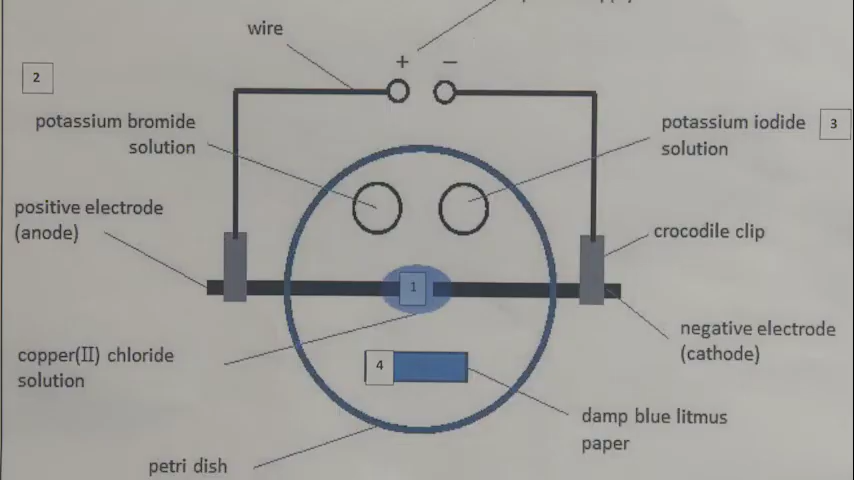 wire
+ −
2
potassium bromide
solution
potassium iodide
solution
3
positive electrode
(anode)
crocodile clip
1
negative electrode
(cathode)
copper(II) chloride
solution
4
damp blue litmus
paper
petri dish